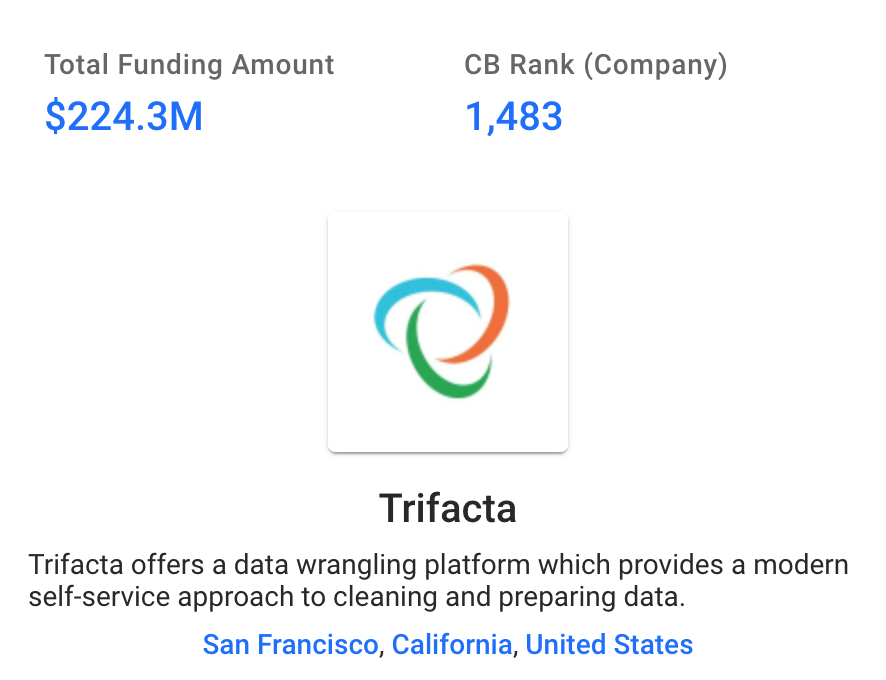 Total Funding Amount
$224.3M
CB Rank (Company)
1,483
Trifacta
Trifacta offers a data wrangling platform which provides a modern
self-service approach to cleaning and preparing data.
San Francisco, California, United States